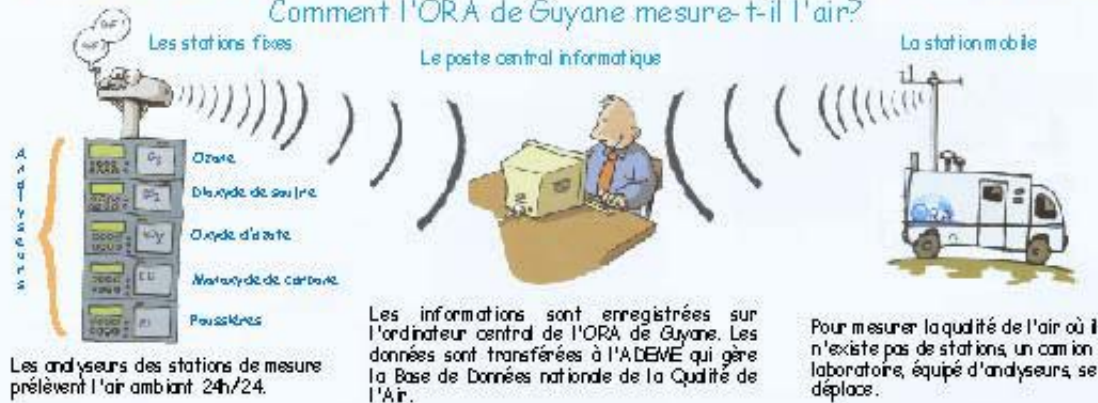 Comment l'ORA de Guyane mesure-t-il l'air?
Les stations fixes
Le poste central informatique
La station mobile
Analyseurs
O3
Ozone
SO2
Dioxyde de soufre
NOx
Oxyde d'azote
CO
Monoxyde de carbone
Poussières
Les analyseurs des stations de mesure
prélèvent l'air ambiant 24h/24.
Les informations sont enregistrées sur
l'ordinateur central de l'ORA de Guyane. Les
données sont transférées à l'ADEME qui gère
la Base de Données nationale de la Qualité de
l'Air.
Pour mesurer la qualité de l'air où il
n'existe pas de stations, un camion
laboratoire, équipé d'analyseurs, se
déplace.